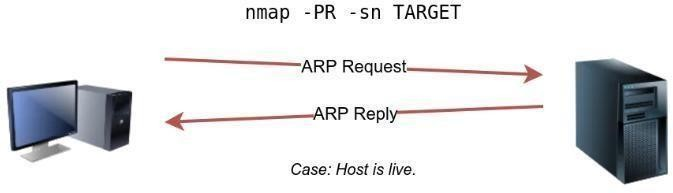 nmap -PR -sn TARGET
ARP Request
ARP Reply
Case: Host is live.